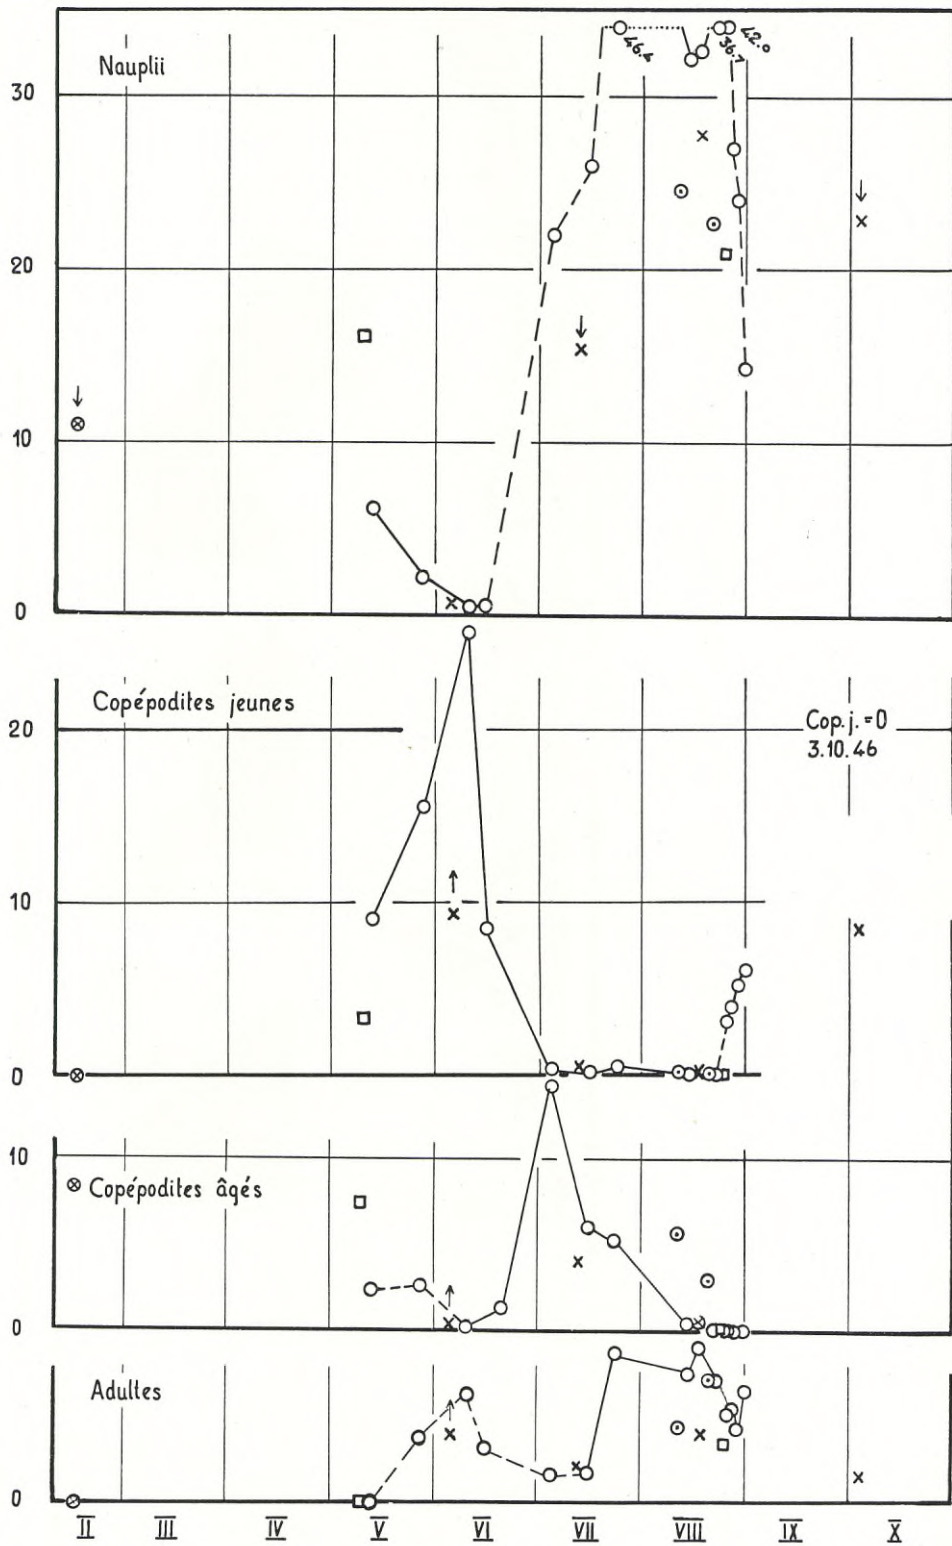 Nauplii
46.4
36.1
42.0
30
20
10
0
Copépodites jeunes
20
Cop. j. = 0
3.10.46
10
0
10
Copépodites âgés
0
Adultes
0
II III IV V VI VII VIII IX X